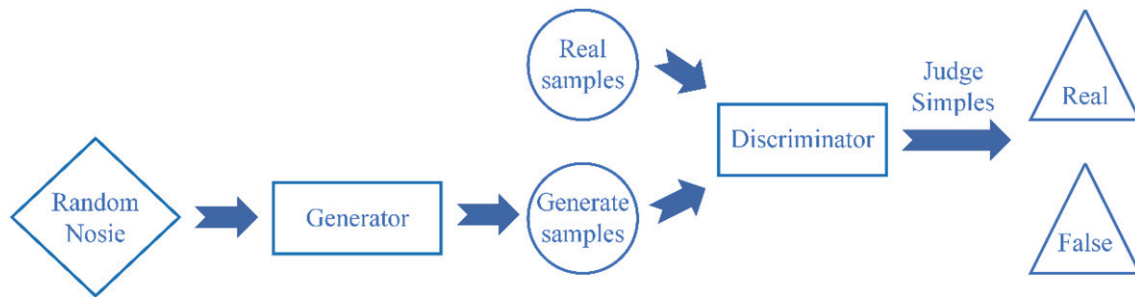 Random
Nosie
Generator
Real
samples
Generate
samples
Discriminator
Judge
Simples
Real
False